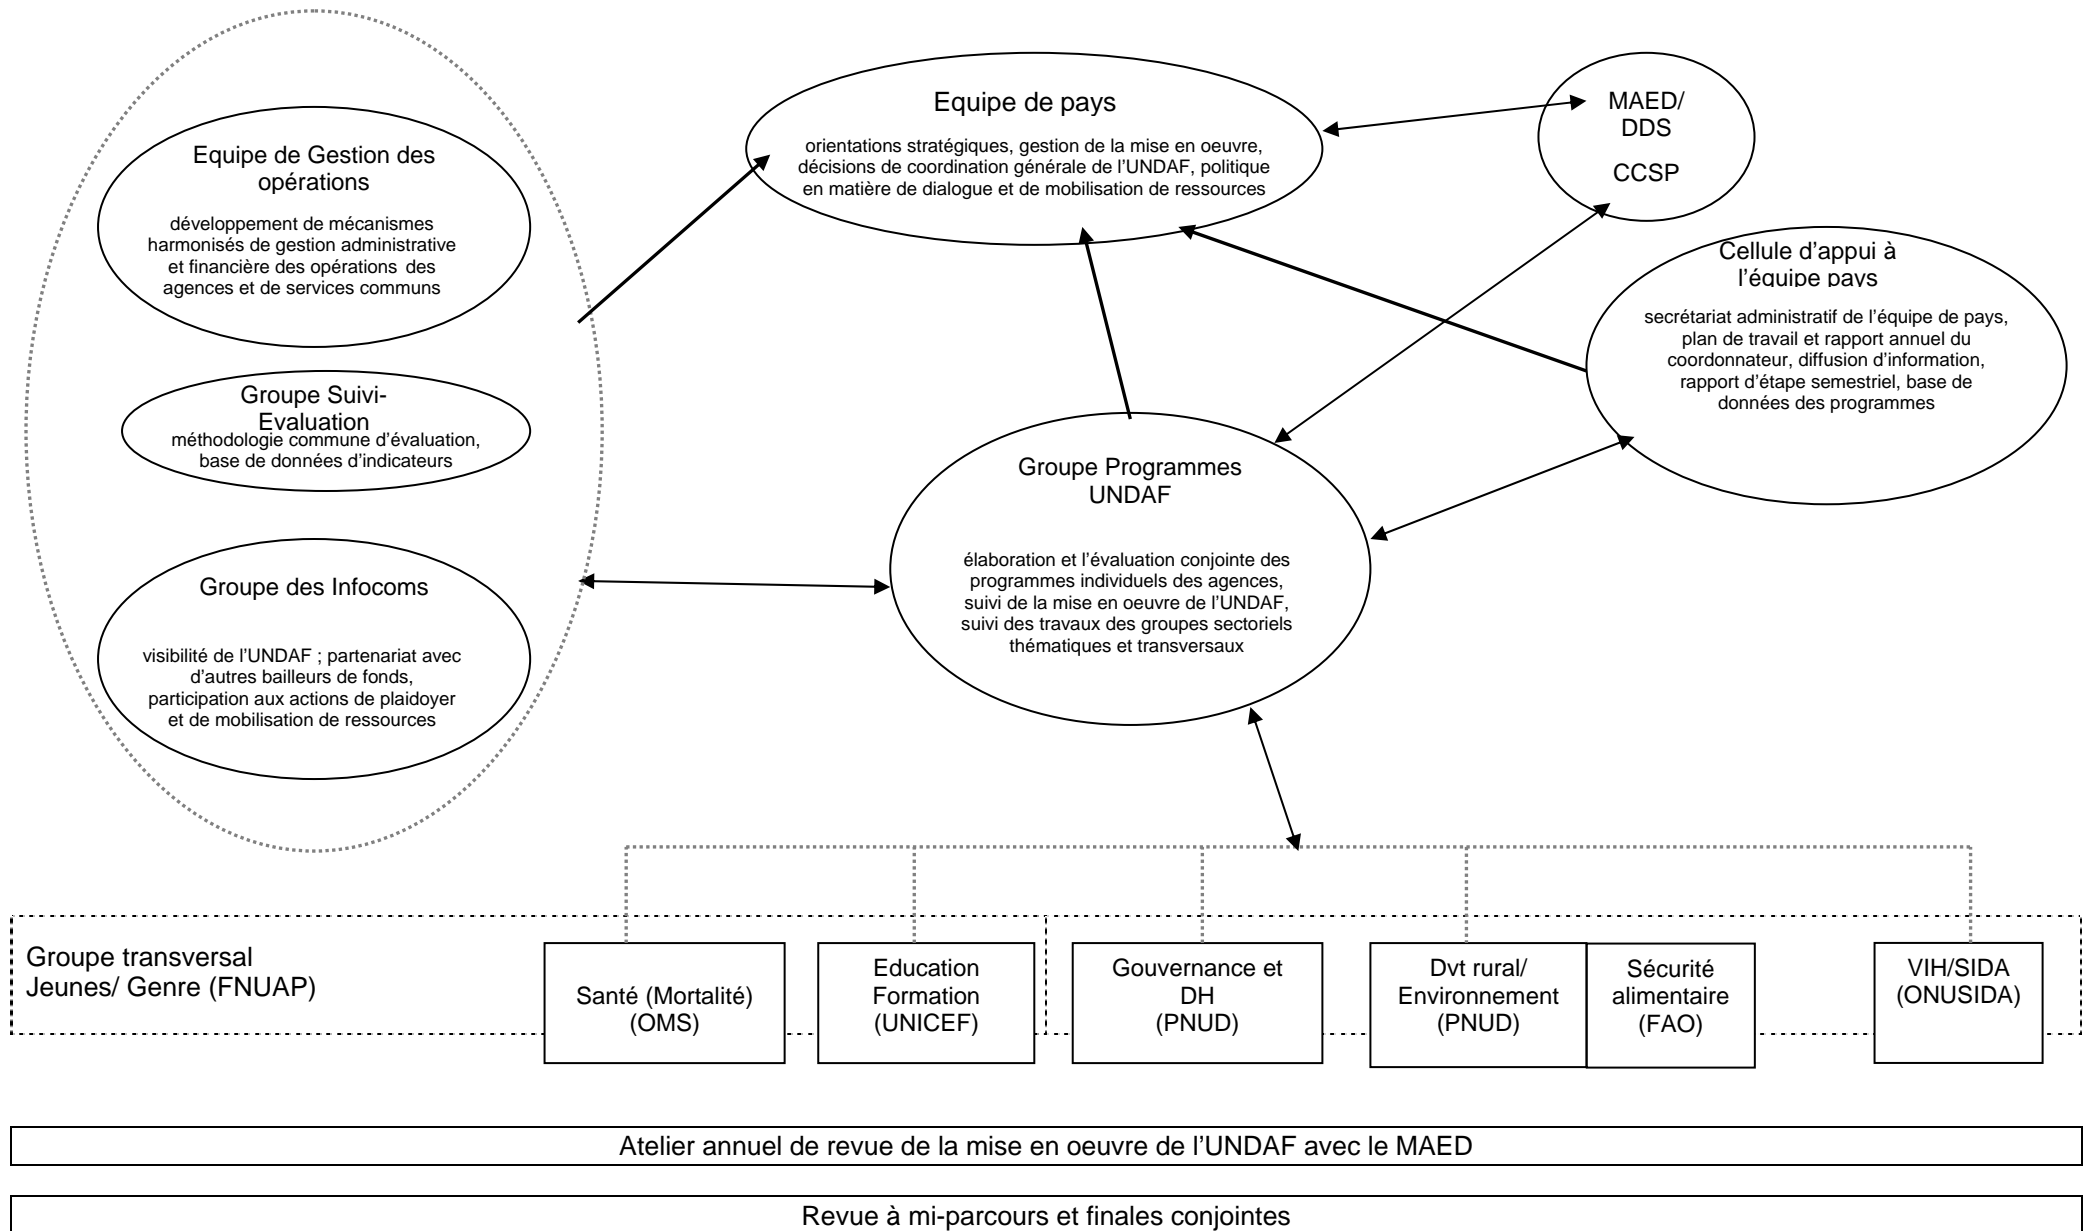 Equipe de Gestion des
opérations
développement de mécanismes
harmonisés de gestion administrative
et financière des opérations des
agences et de services communs
Groupe Suivi-
Evaluation
méthodologie commune d'évaluation,
base de données d'indicateurs
Groupe des Infocoms
visibilité de l'UNDAF ; partenariat avec
d'autres bailleurs de fonds,
participation aux actions de plaidoyer
et de mobilisation de ressources
Equipe de pays
orientations stratégiques, gestion de la mise en oeuvre,
décisions de coordination générale de l'UNDAF, politique
en matière de dialogue et de mobilisation de ressources
MAED/
DDS
CCSP
Cellule d'appui à
l'équipe pays
secrétariat administratif de l'équipe de pays,
plan de travail et rapport annuel du
coordonnateur, diffusion d'information,
rapport d'étape semestriel, base de
données des programmes
Groupe Programmes
UNDAF
élaboration et l'évaluation conjointe des
programmes individuels des agences,
suivi de la mise en oeuvre de l'UNDAF,
suivi des travaux des groupes sectoriels
thématiques et transversaux
Groupe transversal
Jeunes/ Genre (FNUAP)
Santé (Mortalité)
(OMS)
Education
Formation
(UNICEF)
Gouvernance et
DH
(PNUD)
Dvt rural/
Environnement
(PNUD)
Sécurité
alimentaire
(FAO)
VIH/SIDA
(ONUSIDA)
Atelier annuel de revue de la mise en oeuvre de l'UNDAF avec le MAED
Revue à mi-parcours et finales conjointes